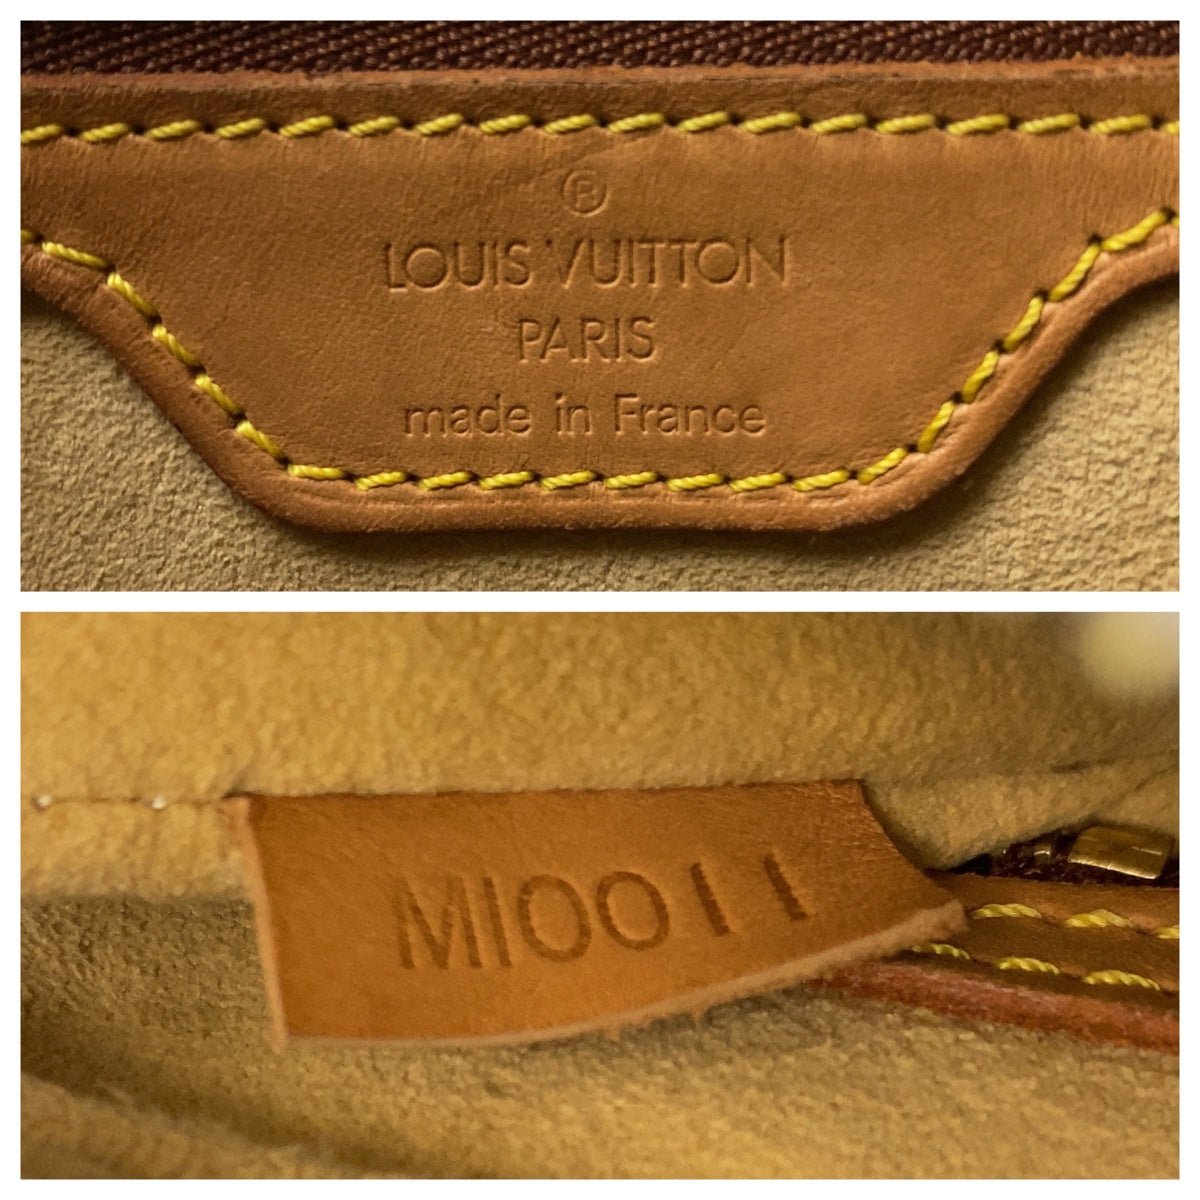 ®
LOUIS VUITTON
PARIS
made in France
MI0011